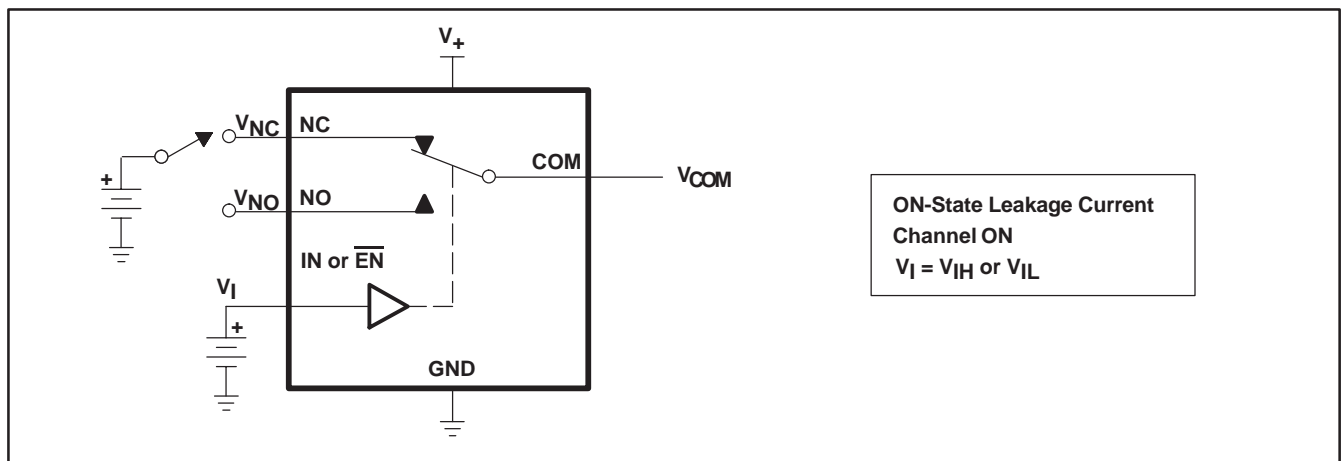 V+
VNC NC
+
COM
VCOM
VNO NO
IN or EN
VI
+
GND
ON-State Leakage Current
Channel ON
VI = VIH or VIL